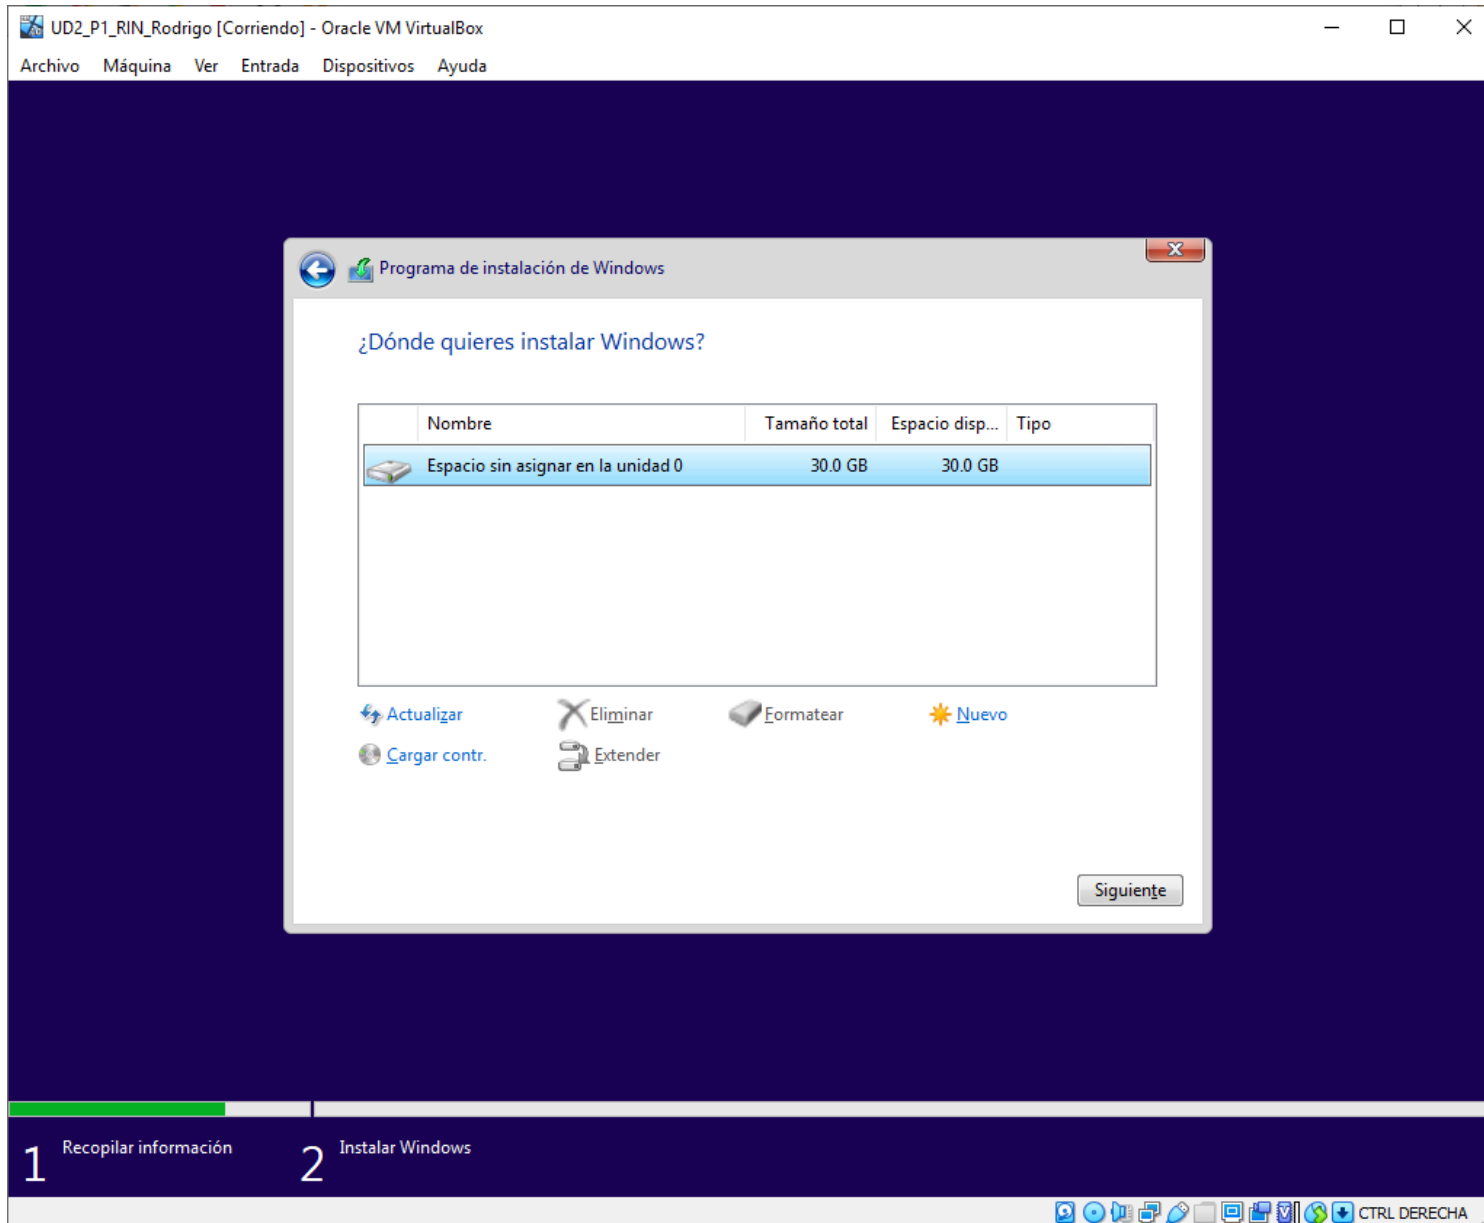 UD2_P1_RIN_Rodrigo [Corriendo] - Oracle VM VirtualBox
Archivo Máquina Ver Entrada Dispositivos Ayuda
Programa de instalación de Windows
¿Dónde quieres instalar Windows?
Nombre Tamaño total Espacio disp... Tipo
Espacio sin asignar en la unidad 0 30.0 GB 30.0 GB
Actualizar Eliminar Formatear Nuevo
Cargar contr. Extender
Siguiente
1 Recopilar información 2 Instalar Windows
CTRL DERECHA